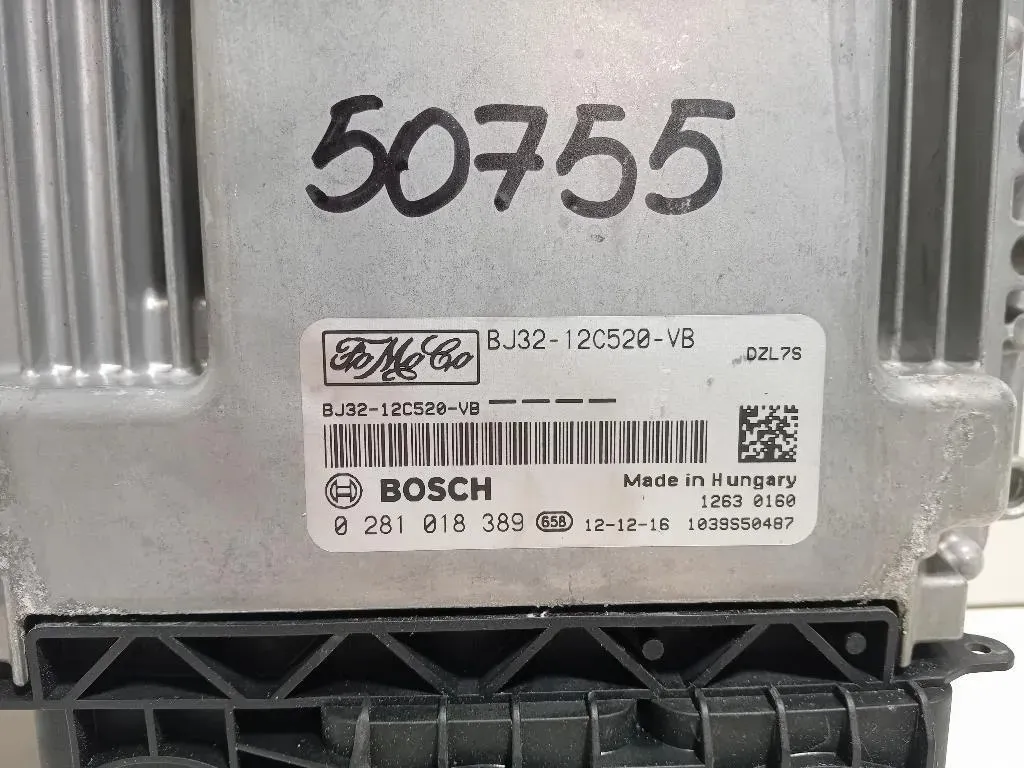 50755
FoMoCo BJ32-12C520-VB
DZL7S
BJ32-12C520-VB
BOSCH
Made in Hungary
1263 0160
0 281 018 389 658 12-12-16 1039S50487